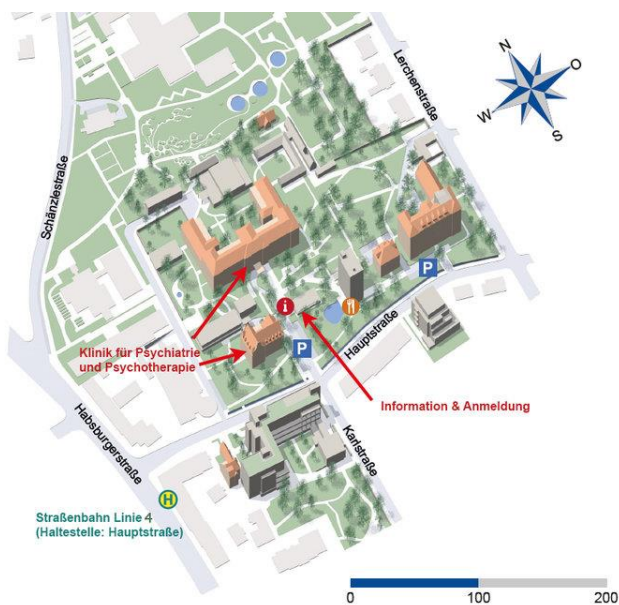 N
O
W
S
Lerchenstraße
Schänzlestraße
P
i
Klinik für Psychiatrie
und Psychotherapie
P
Hauptstraße
Information & Anmeldung
Habsburgerstraße
Karlstraße
H
Straßenbahn Linie 4
(Haltestelle: Hauptstraße)
0 100 200